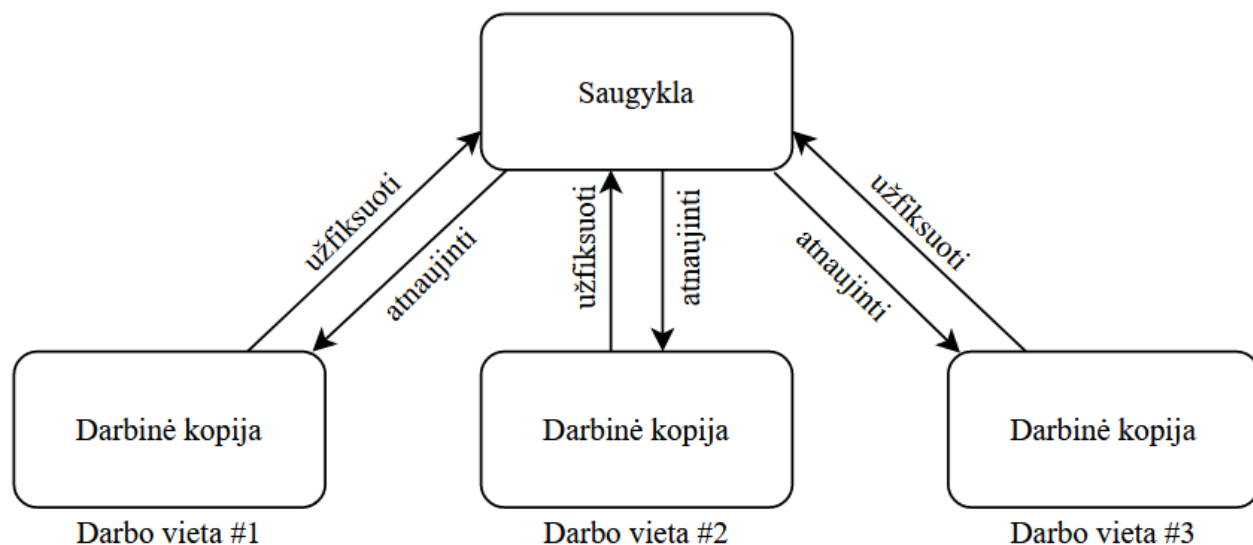 Saugykla
užfiksuoti
atnaujinti
užfiksuoti
atnaujinti
atnaujinti
užfiksuoti
Darbinė kopija
Darbinė kopija
Darbinė kopija
Darbo vieta #1
Darbo vieta #2
Darbo vieta #3